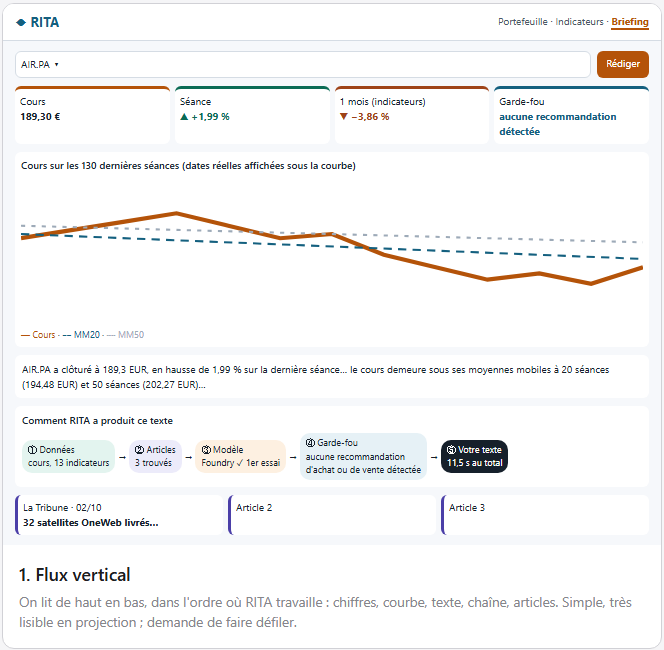 ◆ RITA
Portefeuille · Indicateurs · Briefing
AIR.PA ▾
Rédiger
Cours
189,30 €
Séance
▲ +1,99 %
1 mois (indicateurs)
▼ −3,86 %
Garde-fou
aucune recommandation
détectée
Cours sur les 130 dernières séances (dates réelles affichées sous la courbe)
— Cours · -- MM20 · — MM50
AIR.PA a clôturé à 189,3 EUR, en hausse de 1,99 % sur la dernière séance… le cours demeure sous ses moyennes mobiles à 20 séances
(194,48 EUR) et 50 séances (202,27 EUR)…
Comment RITA a produit ce texte
① Données
cours, 13 indicateurs
→
② Articles
3 trouvés
→
③ Modèle
Foundry ✓ 1er essai
→
④ Garde-fou
aucune recommandation
d'achat ou de vente détectée
→
⑤ Votre texte
11,5 s au total
La Tribune · 02/10
32 satellites OneWeb livrés…
Article 2
Article 3
1. Flux vertical
On lit de haut en bas, dans l'ordre où RITA travaille : chiffres, courbe, texte, chaîne, articles. Simple, très
lisible en projection ; demande de faire défiler.